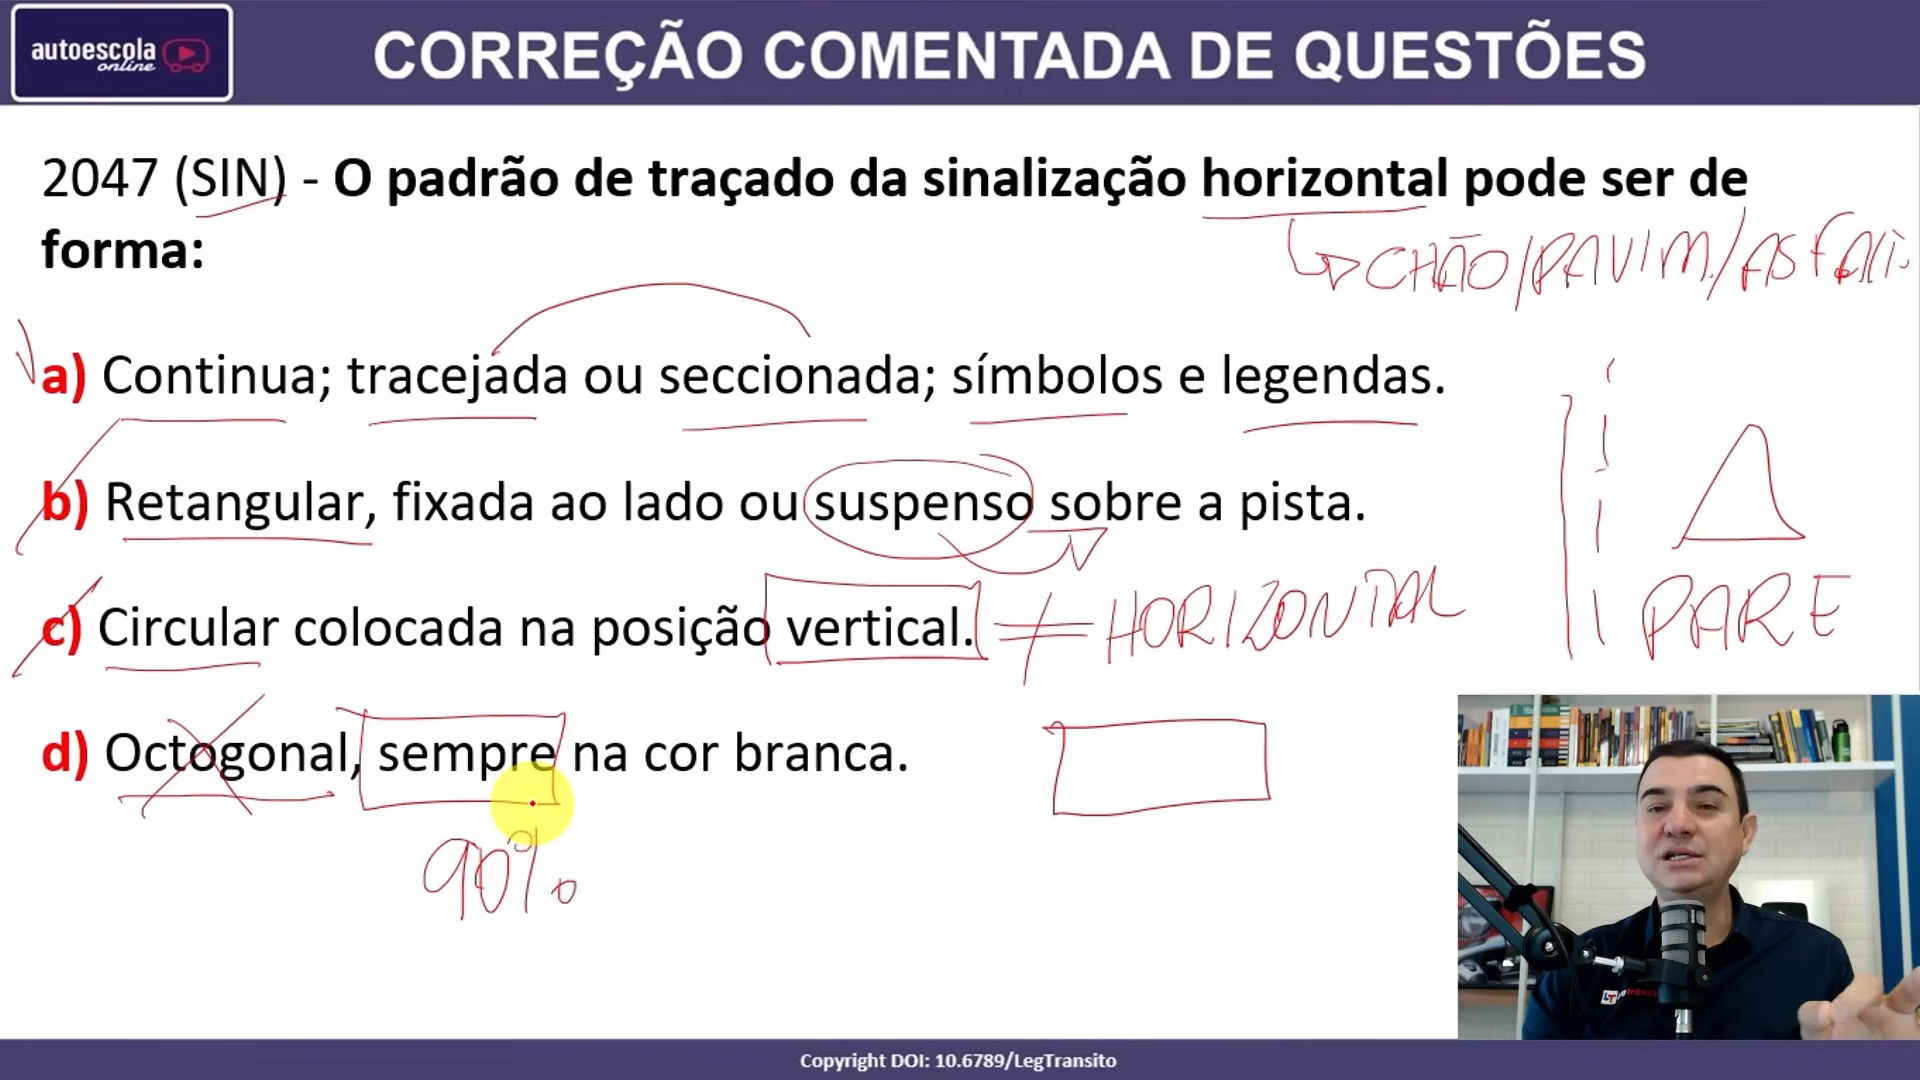 autoescola
online
CORREÇÃO COMENTADA DE QUESTÕES
2047 (SIN) - O padrão de traçado da sinalização horizontal pode ser de
forma:
CHÃO/PAVIM./ASFALT.
a) Continua; tracejada ou seccionada; símbolos e legendas.
b) Retangular, fixada ao lado ou suspenso sobre a pista.
c) Circular colocada na posição vertical.
≠ HORIZONTAL
PARE
d) Octogonal, sempre na cor branca.
90%
LT
Copyright DOI: 10.6789/LegTransito